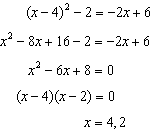 (x-4)² - 2 = -2x+6
x² - 8x + 16 - 2 = -2x+6
x² - 6x + 8 = 0
(x-4)(x-2) = 0
x = 4, 2